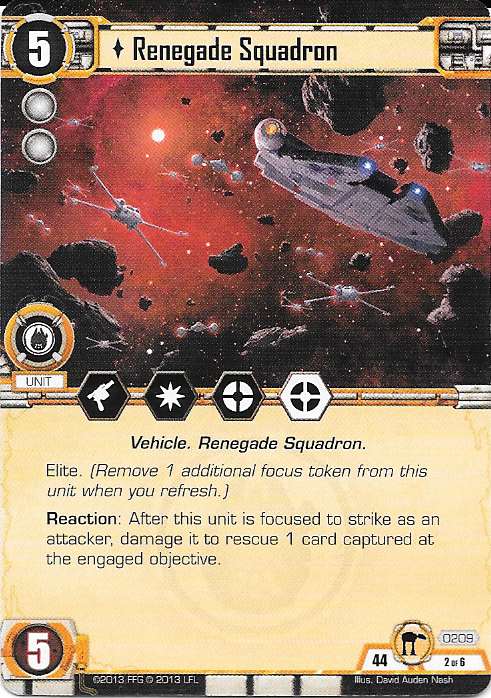 5
Renegade Squadron
UNIT
Vehicle. Renegade Squadron.
Elite. (Remove 1 additional focus token from this
unit when you refresh.)
Reaction: After this unit is focused to strike as an
attacker, damage it to rescue 1 card captured at
the engaged objective.
5
44
0209
2 OF 6
©2013 FFG © 2013 LFL
Illus. David Auden Nash